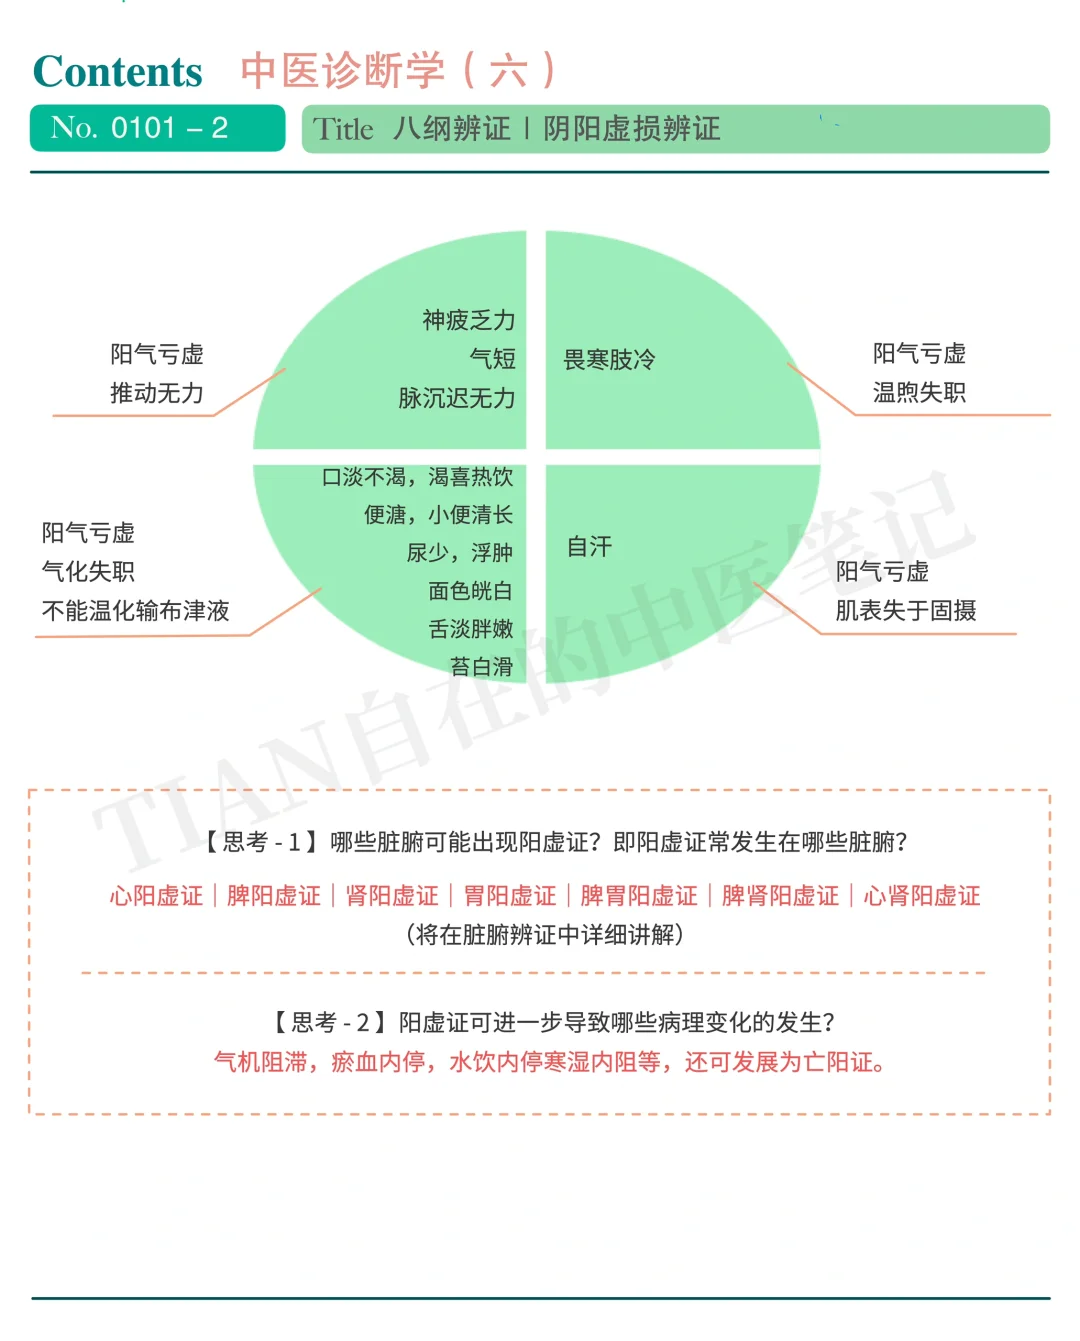 Contents 中医诊断学（六）
No. 0101 – 2
Title 八纲辨证 | 阴阳虚损辨证
阳气亏虚
推动无力
神疲乏力
气短
脉沉迟无力
畏寒肢冷
阳气亏虚
温煦失职
阳气亏虚
气化失职
不能温化输布津液
口淡不渴，渴喜热饮
便溏，小便清长
尿少，浮肿
面色㿠白
舌淡胖嫩
苔白滑
自汗
阳气亏虚
肌表失于固摄
TIAN自在的中医笔记
【 思考 - 1 】哪些脏腑可能出现阳虚证？即阳虚证常发生在哪些脏腑？
心阳虚证｜脾阳虚证｜肾阳虚证｜胃阳虚证｜脾胃阳虚证｜脾肾阳虚证｜心肾阳虚证
（将在脏腑辨证中详细讲解）
【 思考 - 2 】阳虚证可进一步导致哪些病理变化的发生？
气机阻滞，瘀血内停，水饮内停寒湿内阻等，还可发展为亡阳证。